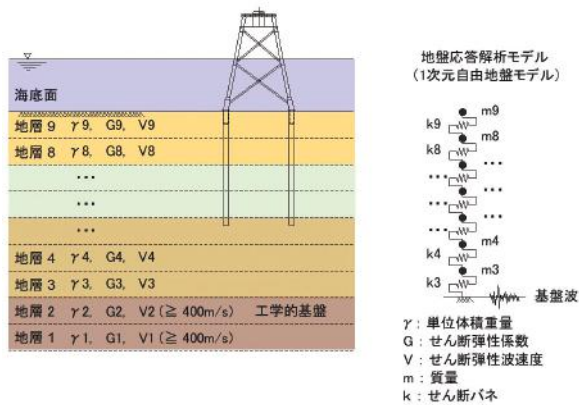 海底面
地層 9 γ9, G9, V9
地層 8 γ8, G8, V8
･･･
･･･
･･･
地層 4 γ4, G4, V4
地層 3 γ3, G3, V3
地層 2 γ2, G2, V2 (≧ 400m/s) 工学的基盤
地層 1 γ1, G1, V1 (≧ 400m/s)
地盤応答解析モデル
(1次元自由地盤モデル)
m9
k9
m8
k8
･･･
･･･
･･･
･･･
m4
k4
m3
k3
基盤波
γ : 単位体積重量
G : せん断弾性係数
V : せん断弾性波速度
m : 質量
k : せん断バネ